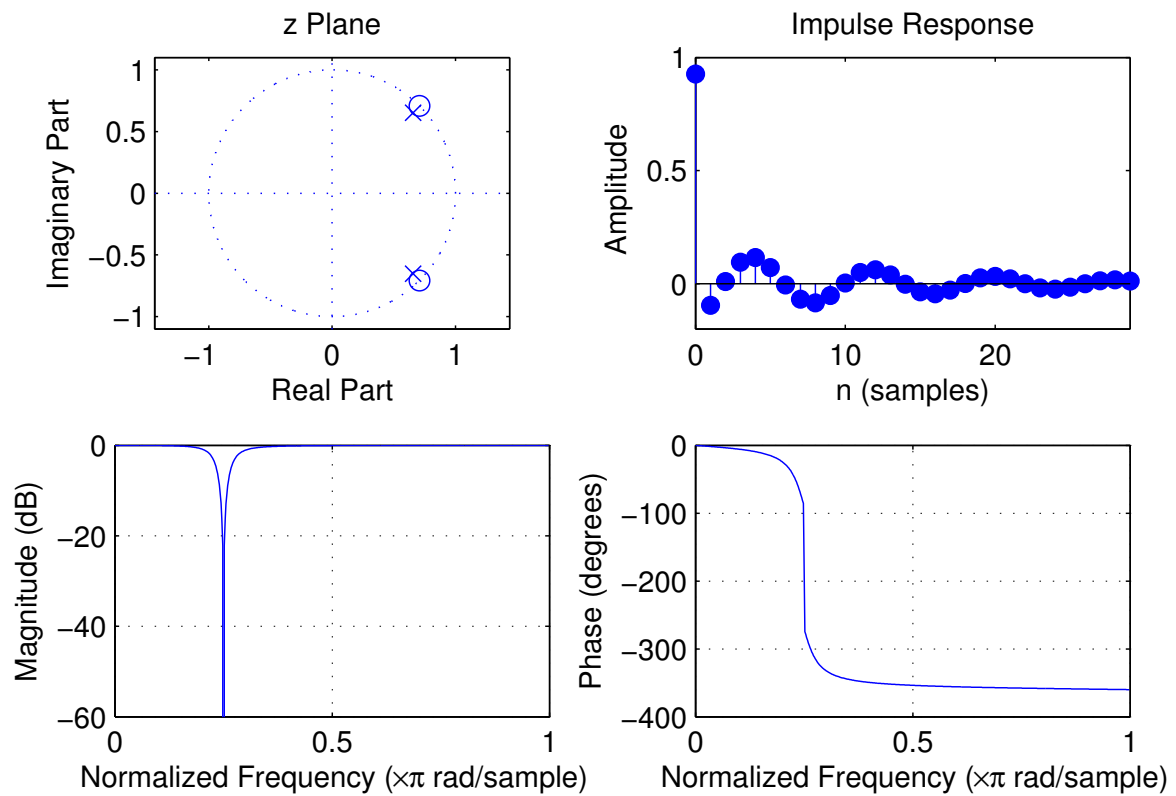 z Plane
Imaginary Part
1
0.5
0
−0.5
−1
−1 0 1
Real Part
Impulse Response
Amplitude
1
0.5
0
0 10 20
n (samples)
Magnitude (dB)
0
−20
−40
−60
0 0.5 1
Normalized Frequency (×π rad/sample)
Phase (degrees)
0
−100
−200
−300
−400
0 0.5 1
Normalized Frequency (×π rad/sample)